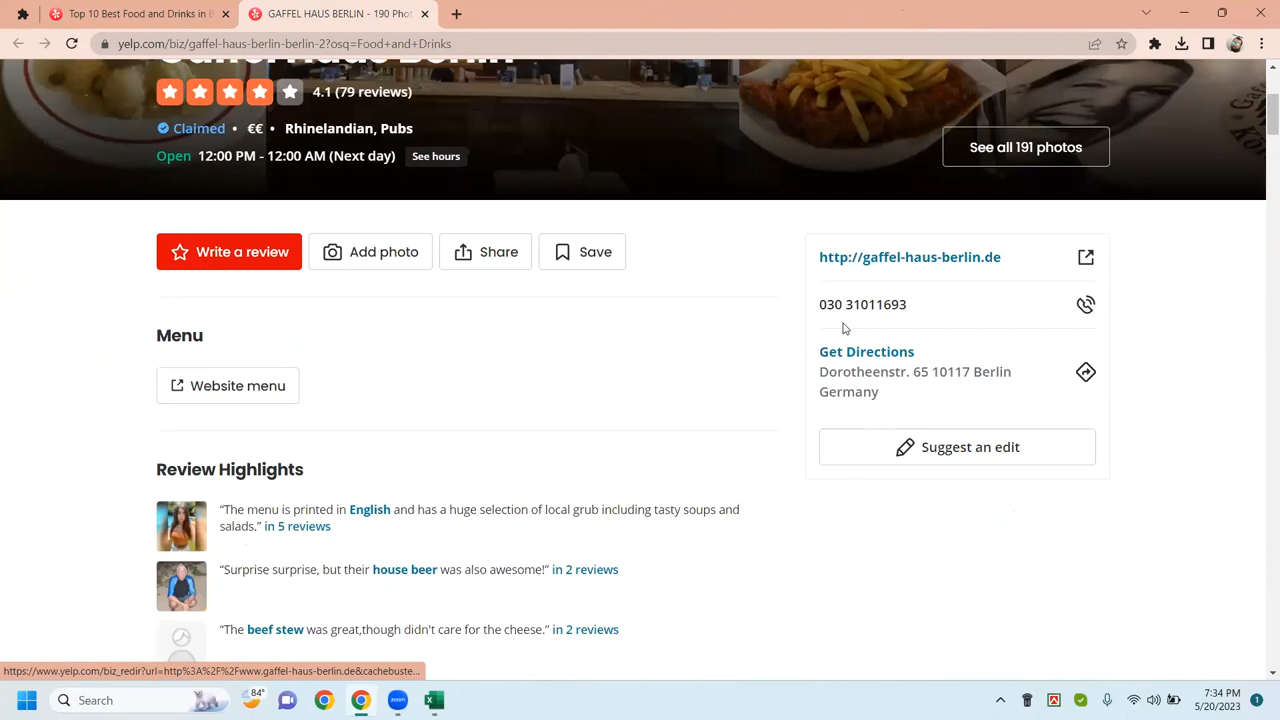 Top 10 Best Food and Drinks in B
GAFFEL HAUS BERLIN - 190 Phot
yelp.com/biz/gaffel-haus-berlin-berlin-2?osq=Food+and+Drinks
Gaffel Haus Berlin
4.1 (79 reviews)
Claimed • €€ • Rhinelandian, Pubs
Open 12:00 PM - 12:00 AM (Next day) See hours
See all 191 photos
Write a review
Add photo
Share
Save
http://gaffel-haus-berlin.de
030 31011693
Get Directions
Dorotheenstr. 65 10117 Berlin
Germany
Suggest an edit
Menu
Website menu
Review Highlights
“The menu is printed in English and has a huge selection of local grub including tasty soups and
salads.” in 5 reviews
“Surprise surprise, but their house beer was also awesome!” in 2 reviews
“The beef stew was great,though didn't care for the cheese.” in 2 reviews
https://www.yelp.com/biz_redir?url=http%3A%2F%2Fwww.gaffel-haus-berlin.de&cachebuste...
Search
84°
zoom
7:34 PM
5/20/2023
1